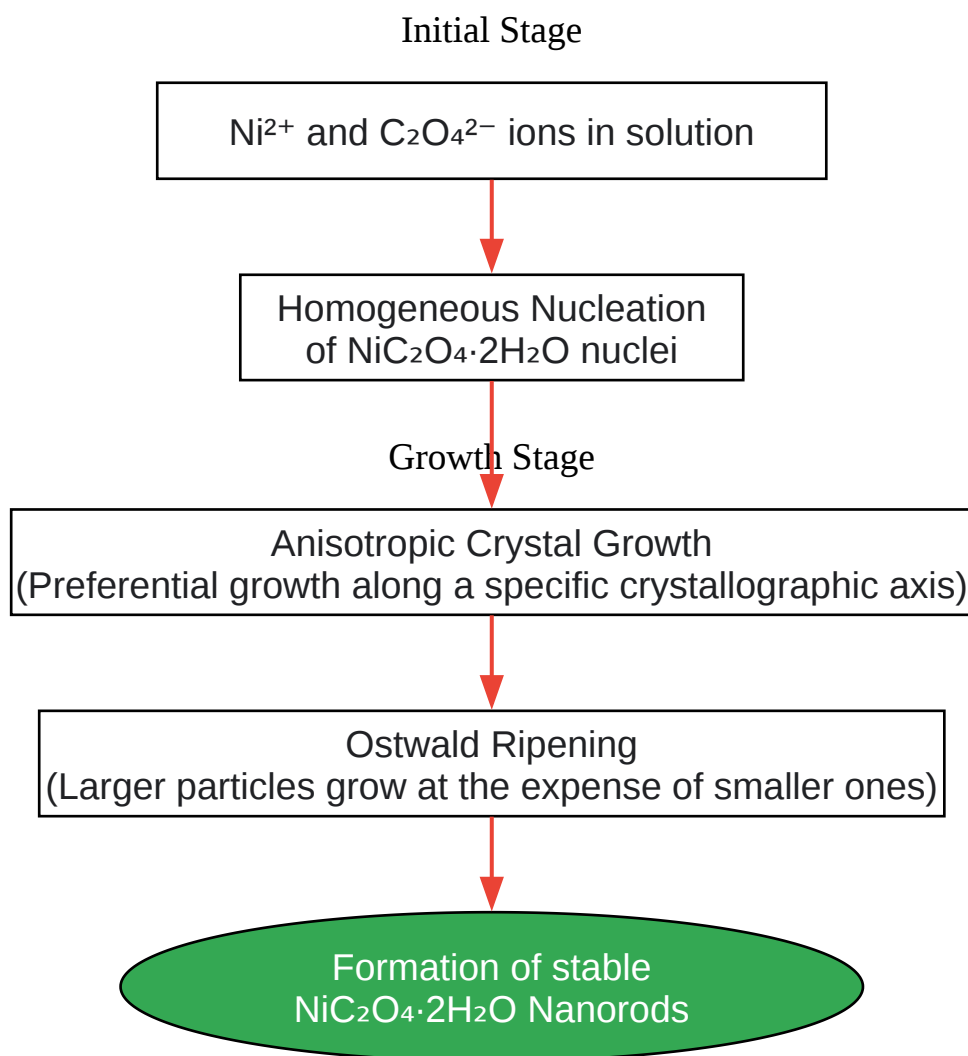 Initial Stage
Ni²⁺ and C₂O₄²⁻ ions in solution
Homogeneous Nucleation
of NiC₂O₄·2H₂O nuclei
Growth Stage
Anisotropic Crystal Growth
(Preferential growth along a specific crystallographic axis)
Ostwald Ripening
(Larger particles grow at the expense of smaller ones)
Formation of stable
NiC₂O₄·2H₂O Nanorods